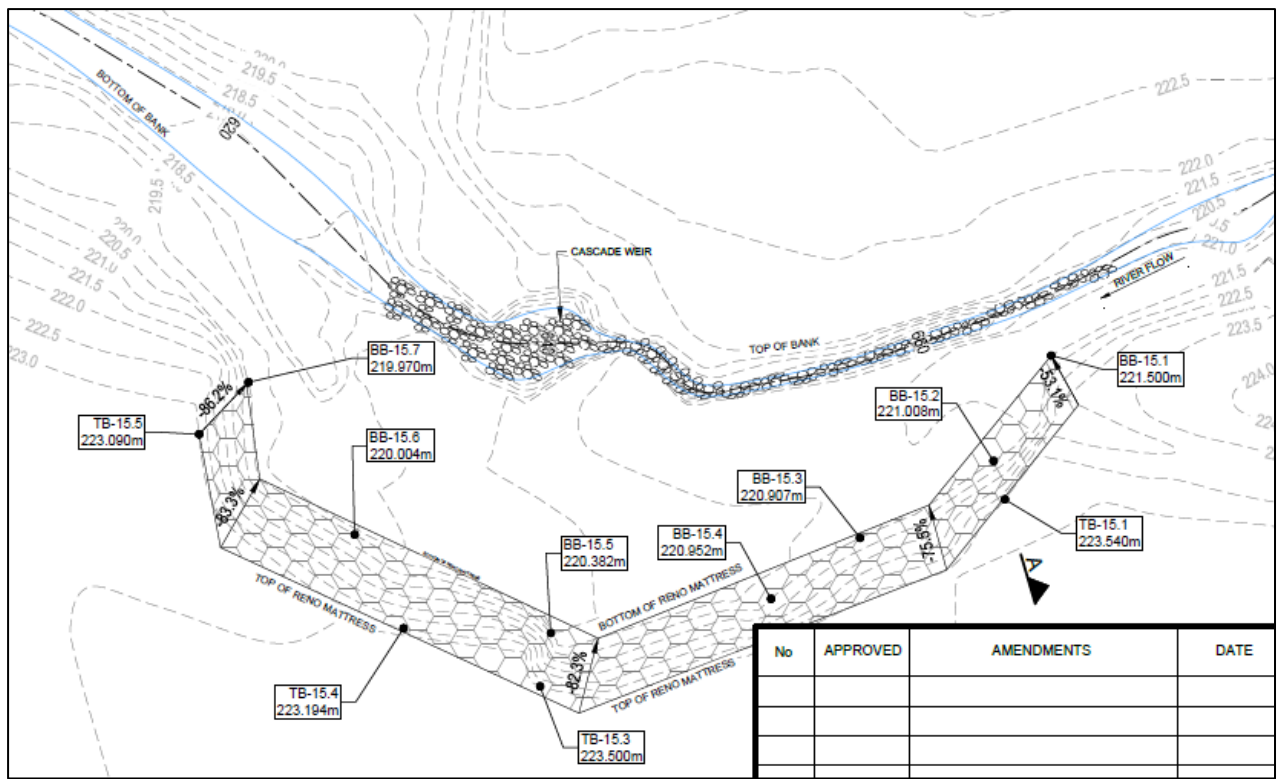 219.5
218.5
BOTTOM OF BANK
620
218.5
219.5
220.0
220.5
221.0
221.5
222.0
222.5
223.0
222.5
222.0
221.5
220.5
221.0
221.5
222.5
223.5
224.0
CASCADE WEIR
RIVER FLOW
TOP OF BANK
660
BB-15.7
219.970m
BB-15.1
221.500m
-86.2%
-53.1%
BB-15.2
221.008m
TB-15.5
223.090m
BB-15.6
220.004m
BB-15.3
220.907m
-83.3%
TB-15.1
223.540m
BB-15.4
220.952m
BB-15.5
220.382m
A
TOP OF RENO MATTRESS
BOTTOM OF RENO MATTRESS
-82.3%
TOP OF RENO MATTRESS
TB-15.4
223.194m
TB-15.3
223.500m
No APPROVED AMENDMENTS DATE